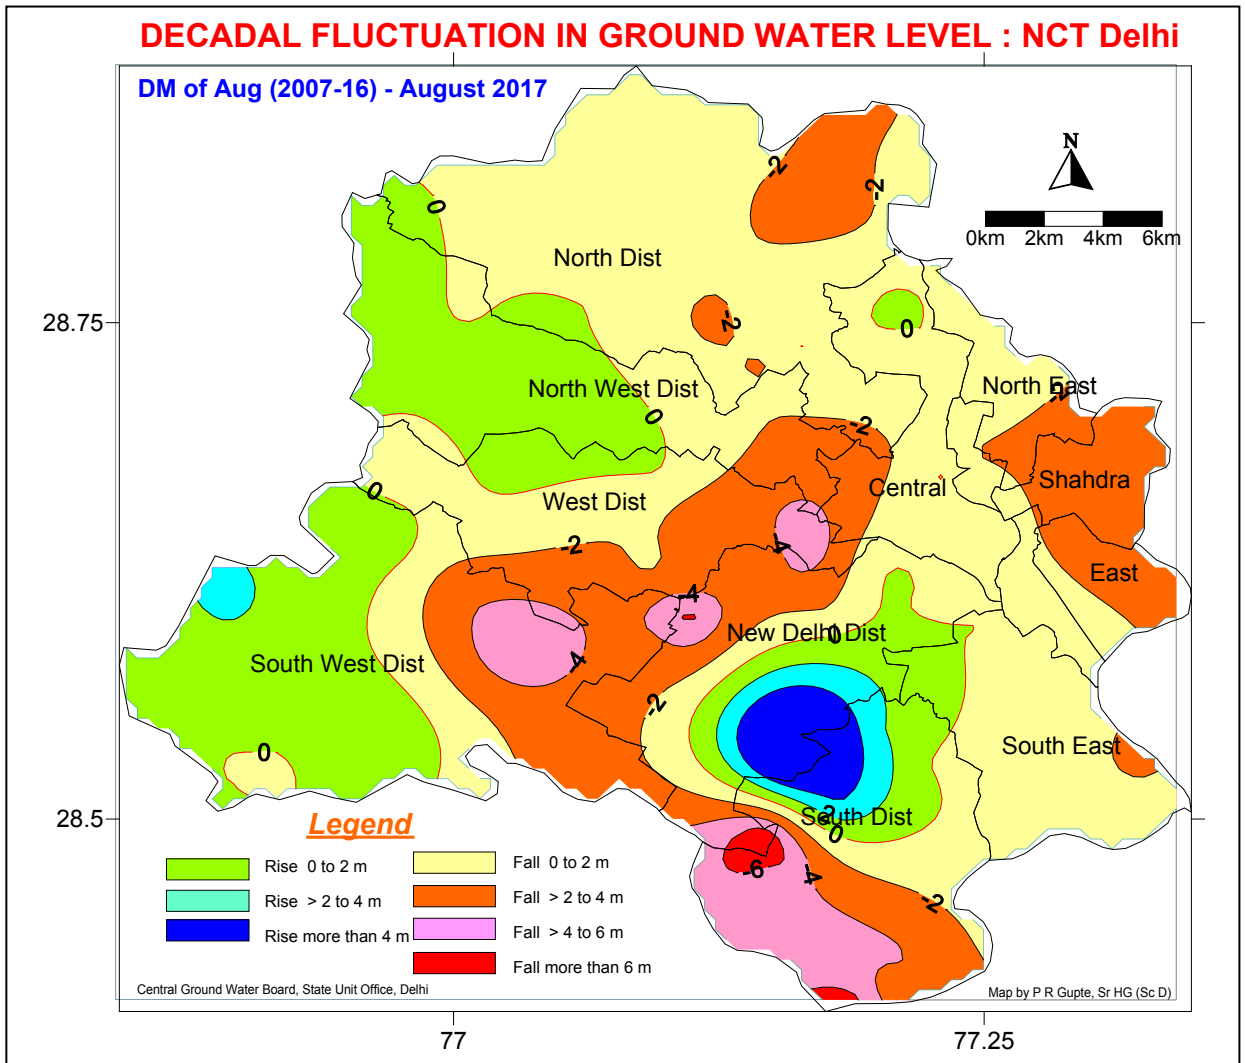 DECADAL FLUCTUATION IN GROUND WATER LEVEL : NCT Delhi
DM of Aug (2007-16) - August 2017
N
0km 2km 4km 6km
-2
-2
0
North Dist
28.75
-2
0
North East
-2
North West Dist
0
-2
Shahdra
Central
0
West Dist
-4
-2
East
-4
New Delhi Dist
0
South West Dist
-4
-2
South East
0
2
South Dist
0
28.5
-6
-4
-2
Legend
Rise 0 to 2 m
Rise > 2 to 4 m
Rise more than 4 m
Fall 0 to 2 m
Fall > 2 to 4 m
Fall > 4 to 6 m
Fall more than 6 m
Central Ground Water Board, State Unit Office, Delhi
Map by P R Gupte, Sr HG (Sc D)
77
77.25